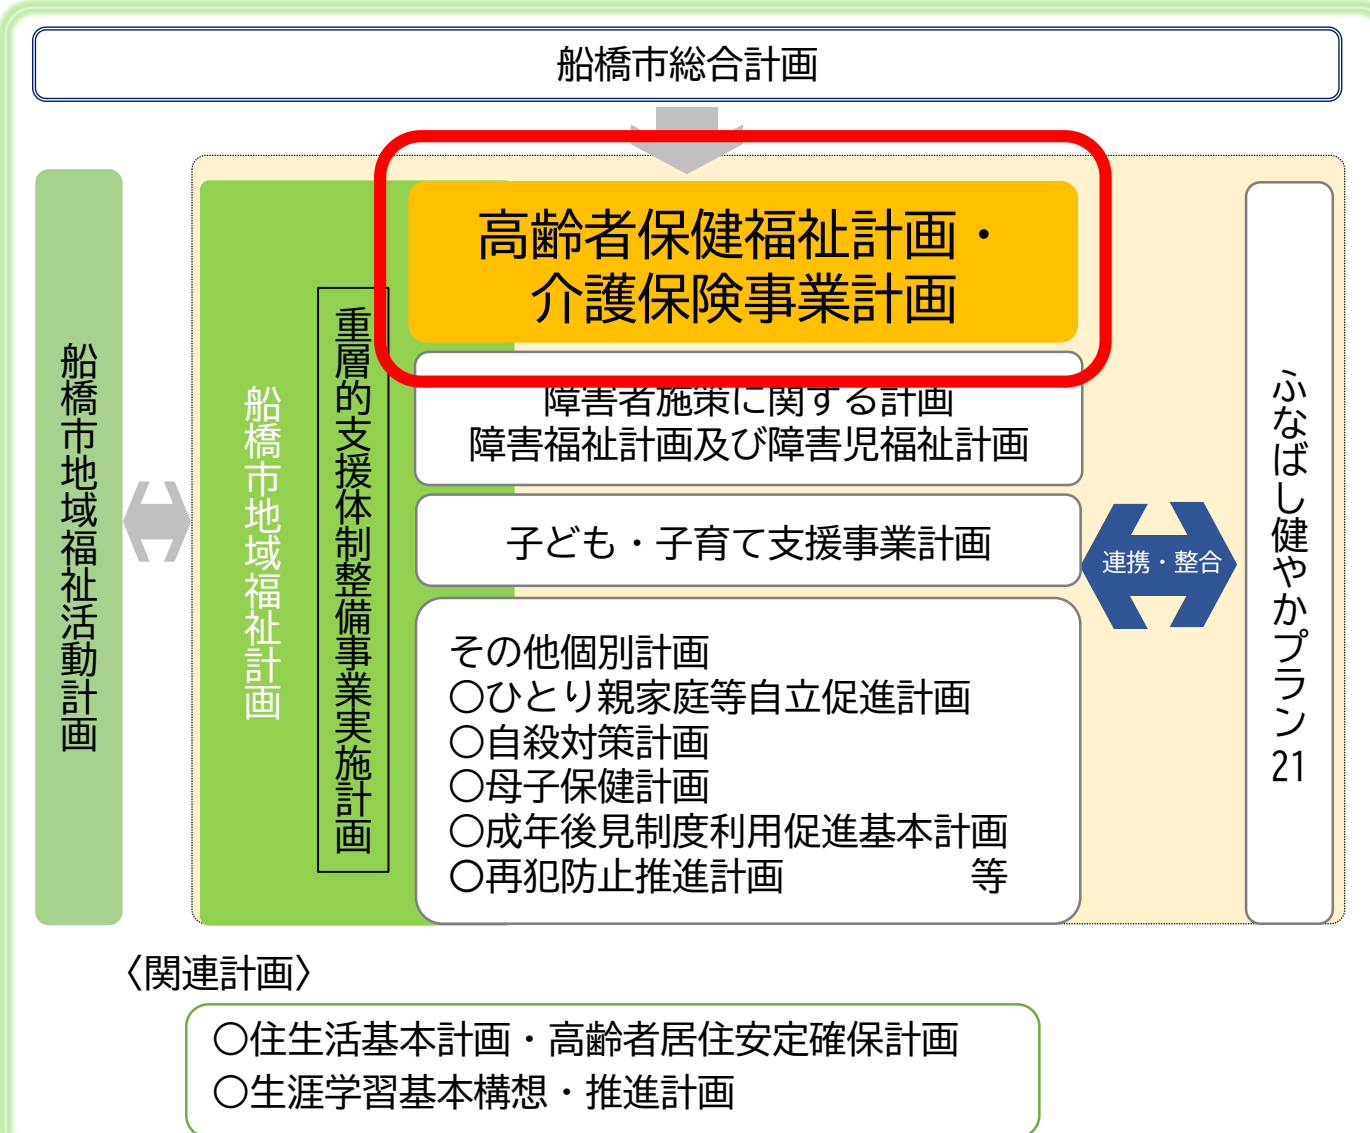 船橋市総合計画
船橋市地域福祉活動計画
船橋市地域福祉計画
重層的支援体制整備事業実施計画
高齢者保健福祉計画・
介護保険事業計画
障害者施策に関する計画
障害福祉計画及び障害児福祉計画
子ども・子育て支援事業計画
その他個別計画
〇ひとり親家庭等自立促進計画
〇自殺対策計画
〇母子保健計画
〇成年後見制度利用促進基本計画
〇再犯防止推進計画 等
連携・整合
ふなばし健やかプラン21
〈関連計画〉
〇住生活基本計画・高齢者居住安定確保計画
〇生涯学習基本構想・推進計画